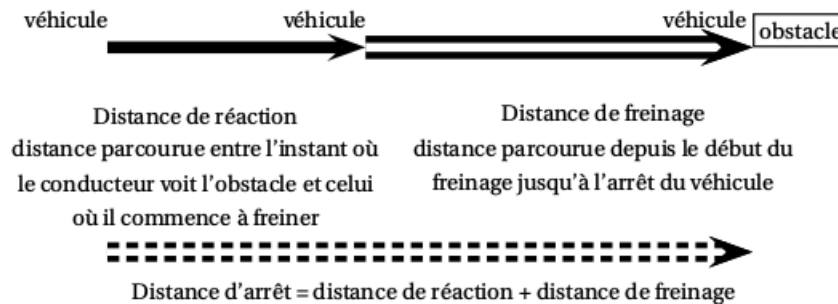 véhicule véhicule véhicule obstacle
Distance de réaction
distance parcourue entre l'instant où
le conducteur voit l'obstacle et celui
où il commence à freiner
Distance de freinage
distance parcourue depuis le début du
freinage jusqu'à l'arrêt du véhicule
Distance d'arrêt = distance de réaction + distance de freinage